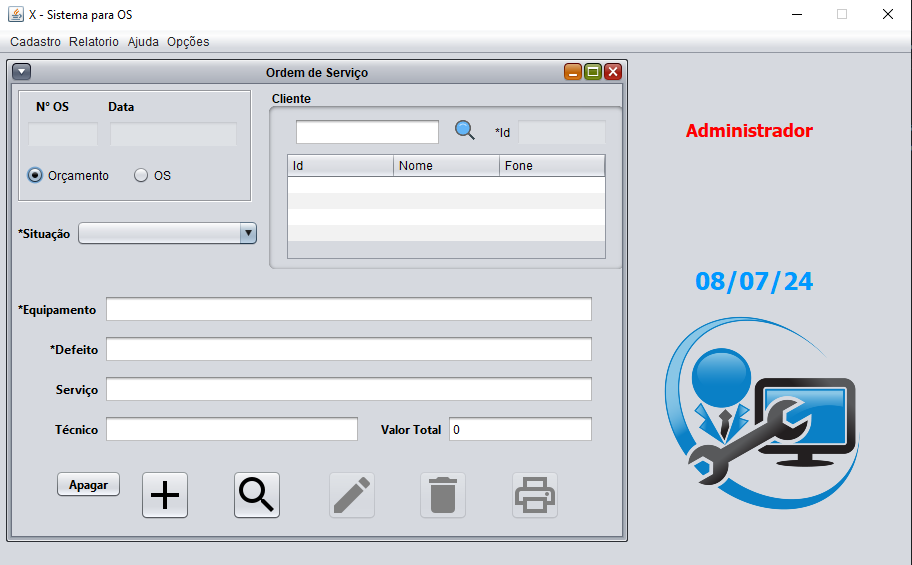 X - Sistema para OS
Cadastro Relatorio Ajuda Opções
Ordem de Serviço
N° OS Data
Orçamento OS
*Situação
Cliente
*Id
Id Nome Fone
*Equipamento
*Defeito
Serviço
Técnico Valor Total 0
Apagar
Administrador
08/07/24